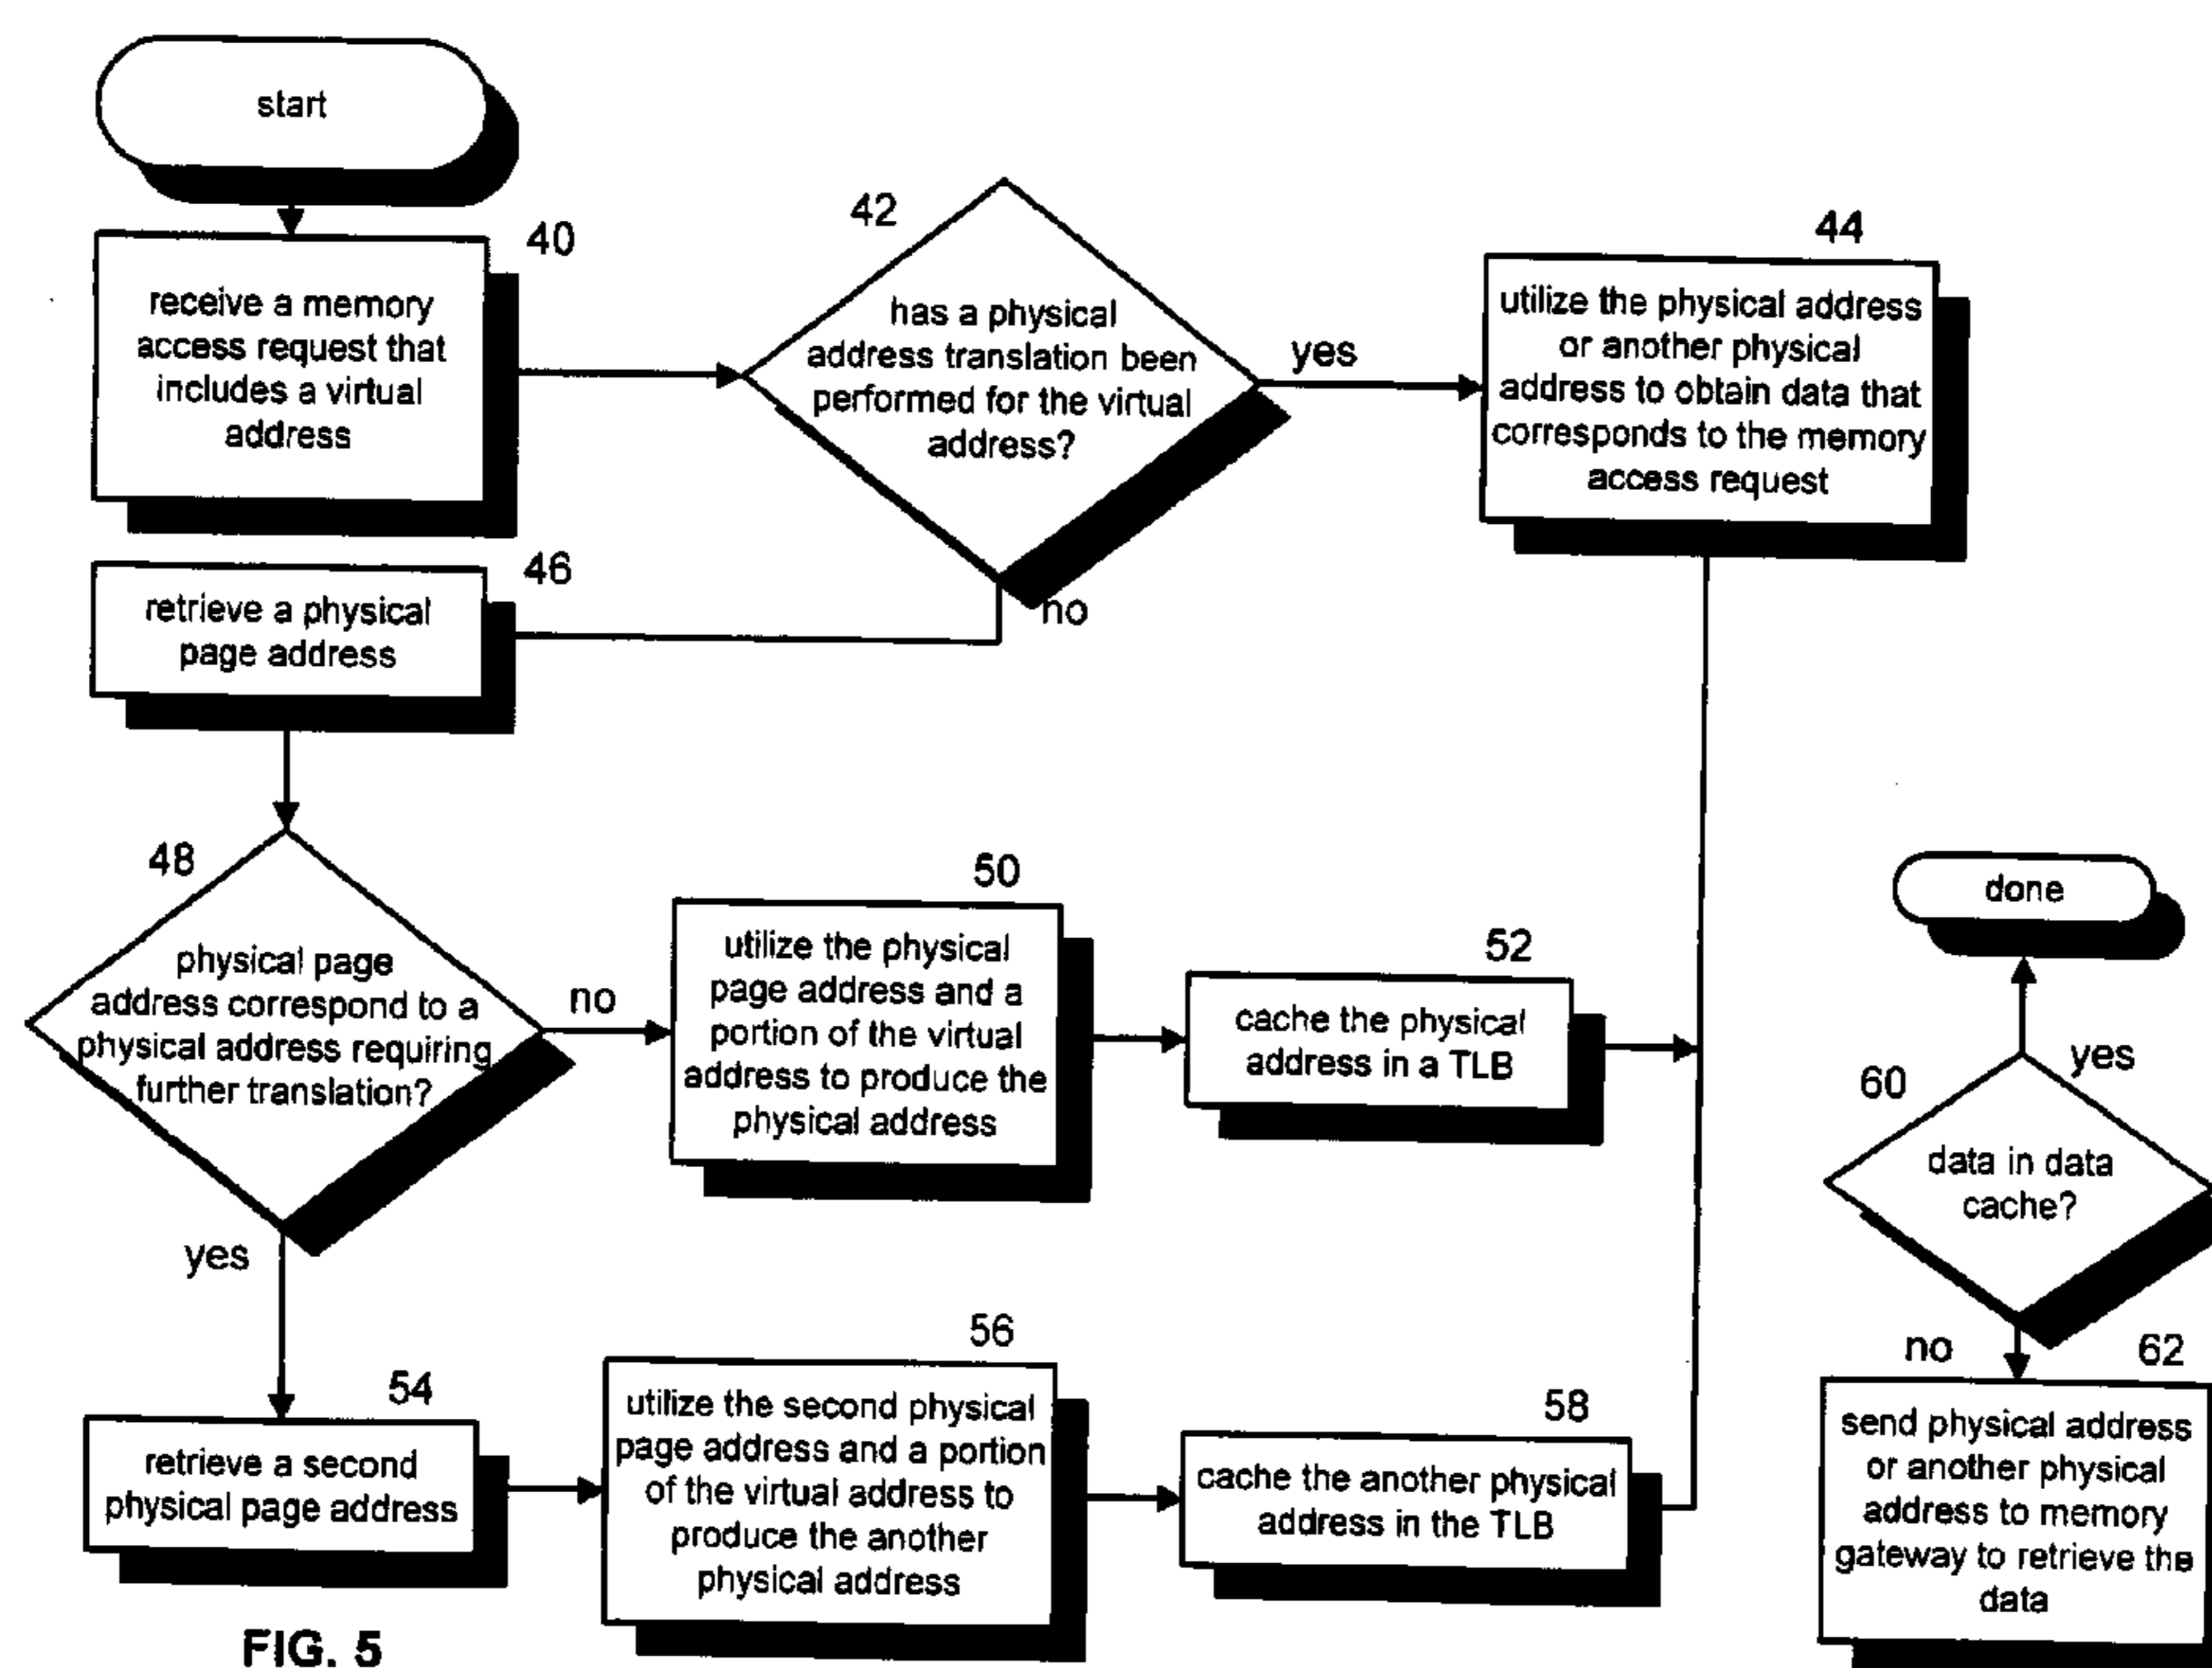 start
40
receive a memory
access request that
includes a virtual
address
42
has a physical
address translation been
performed for the virtual
address?
yes
no
44
utilize the physical address
or another physical
address to obtain data that
corresponds to the memory
access request
46
retrieve a physical
page address
48
physical page
address correspond to a
physical address requiring
further translation?
no
yes
50
utilize the physical
page address and a
portion of the virtual
address to produce the
physical address
52
cache the physical
address in a TLB
54
retrieve a second
physical page address
56
utilize the second physical
page address and a portion
of the virtual address to
produce the another
physical address
58
cache the another physical
address in the TLB
done
yes
60
data in data
cache?
no
62
send physical address
or another physical
address to memory
gateway to retrieve the
data
FIG. 5